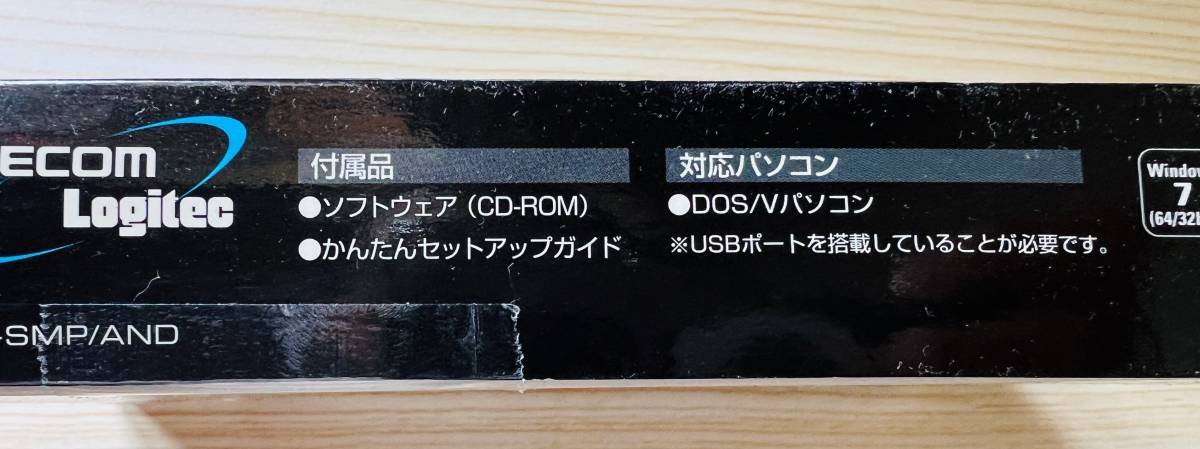 ECOM
Logitec
付属品
●ソフトウェア（CD-ROM）
●かんたんセットアップガイド
対応パソコン
●DOS/Vパソコン
※USBポートを搭載していることが必要です。
Window
7
(64/32
-SMP/AND